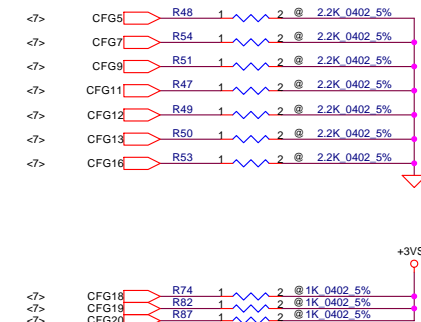 <7> CFG5 R48 1 2 @ 2.2K_0402_5%
<7> CFG7 R54 1 2 @ 2.2K_0402_5%
<7> CFG9 R51 1 2 @ 2.2K_0402_5%
<7> CFG11 R47 1 2 @ 2.2K_0402_5%
<7> CFG12 R49 1 2 @ 2.2K_0402_5%
<7> CFG13 R50 1 2 @ 2.2K_0402_5%
<7> CFG16 R53 1 2 @ 2.2K_0402_5%
+3VS
<7> CFG18 R74 1 2 @ 1K_0402_5%
<7> CFG19 R82 1 2 @ 1K_0402_5%
<7> CFG20 R87 1 2 @ 1K_0402_5%